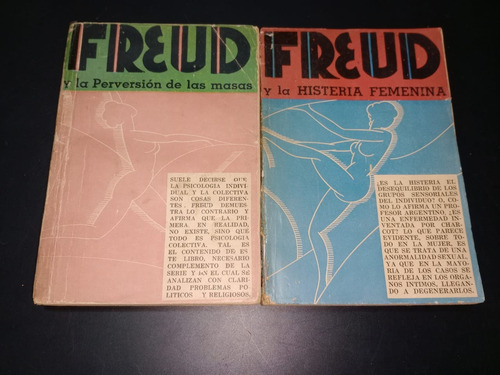 FREUD
y la Perversión de las masas
SUELE DECIRSE QUE
LA PSICOLOGIA INDIVI-
DUAL Y LA COLECTIVA
SON COSAS DIFEREN-
TES, FREUD DEMUES-
TRA LO CONTRARIO Y
AFIRMA QUE LA PRI-
MERA EN REALIDAD,
NO EXISTE, SINO QUE
TODO ES PSICOLOGIA
COLECTIVA. TAL ES
EL CONTENIDO DE ES-
TE LIBRO, NECESARIO
COMPLEMENTO DE LA
SERIE Y EN EL CUAL SE
ANALIZAN CON CLARI-
DAD PROBLEMAS PO-
LITICOS Y RELIGIOSOS.
FREUD
y la HISTERIA FEMENINA
¿ES LA HISTERIA EL
DESEQUILIBRIO DE LOS
GRUPOS SENSORIALES
DEL INDIVIDUO? O, CO-
MO LO AFIRMA UN PRO-
FESOR ARGENTINO, ¿ES
UNA ENFERMEDAD IN-
VENTADA POR CHAR-
COT? LO QUE PARECE
EVIDENTE, SOBRE TO-
DO EN LA MUJER, ES
QUE SE TRATA DE UNA
ANORMALIDAD SEXUAL,
YA QUE EN LA MAYO-
RIA DE LOS CASOS SE
REFLEJA EN LOS ORGA-
NOS INTIMOS, LLEGAN-
DO A DEGENERARLOS.